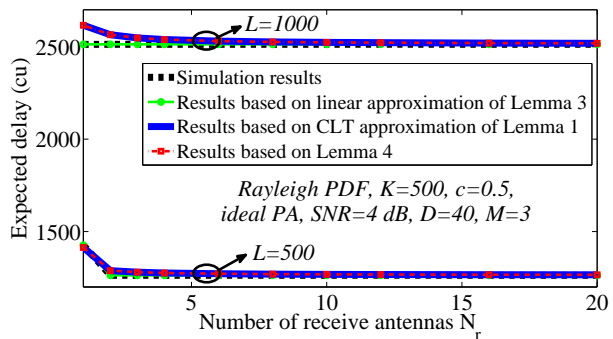 2500
2000
1500
Expected delay (cu)
L=1000
Simulation results
Results based on linear approximation of Lemma 3
Results based on CLT approximation of Lemma 1
Results based on Lemma 4
Rayleigh PDF, K=500, c=0.5,
ideal PA, SNR=4 dB, D=40, M=3
L=500
5 10 15 20
Number of receive antennas N_r